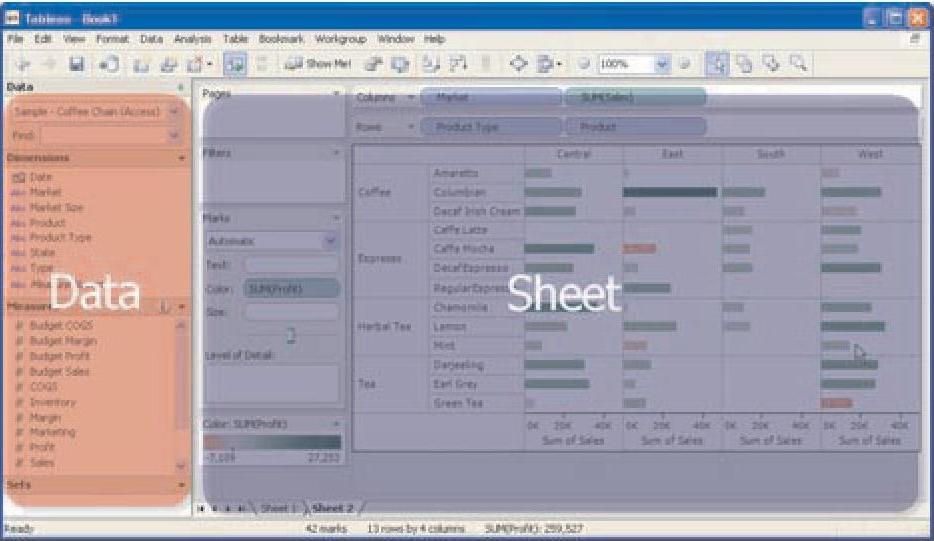 Tableau - Book1
File Edit View Format Data Analysis Table Bookmark Workgroup Window Help
Show Me! 100%
Data
Sample - Coffee Chain (Access)
Find:
Dimensions
Date
Abc Market
Abc Market Size
Abc Product
Abc Product Type
Abc State
Abc Type
Data
Measures
# Budget COGS
# Budget Margin
# Budget Profit
# Budget Sales
# COGS
# Inventory
# Margin
# Marketing
# Profit
# Sales
Sets
Pages
Filters
Marks
Automatic
Text:
Color: SUM(Profit)
Size:
Level of Detail:
Color: SUM(Profit)
-7,109 27,253
Columns Market SUM(Sales)
Rows Product Type Product
Central East South West
Coffee
Amaretto
Columbian
Decaf Irish Cream
Espresso
Caffe Latte
Caffe Mocha
Decaf Espresso
Regular Espresso
Sheet
Herbal Tea
Chamomile
Lemon
Mint
Tea
Darjeeling
Earl Grey
Green Tea
0K 20K 40K 0K 20K 40K 0K 20K 40K 0K 20K 40K
Sum of Sales Sum of Sales Sum of Sales Sum of Sales
Sheet 1 Sheet 2
Ready 42 marks 13 rows by 4 columns SUM(Profit): 259,527